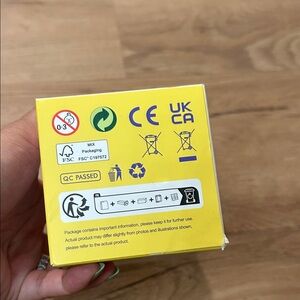 0-3
CE
UK
CA
MIX
Packaging
FSC
FSC® C197572
QC PASSED
Package contains important information, please keep it for further use.
Actual product may differ slightly from photos and illustrations shown,
please refer to the actual product.